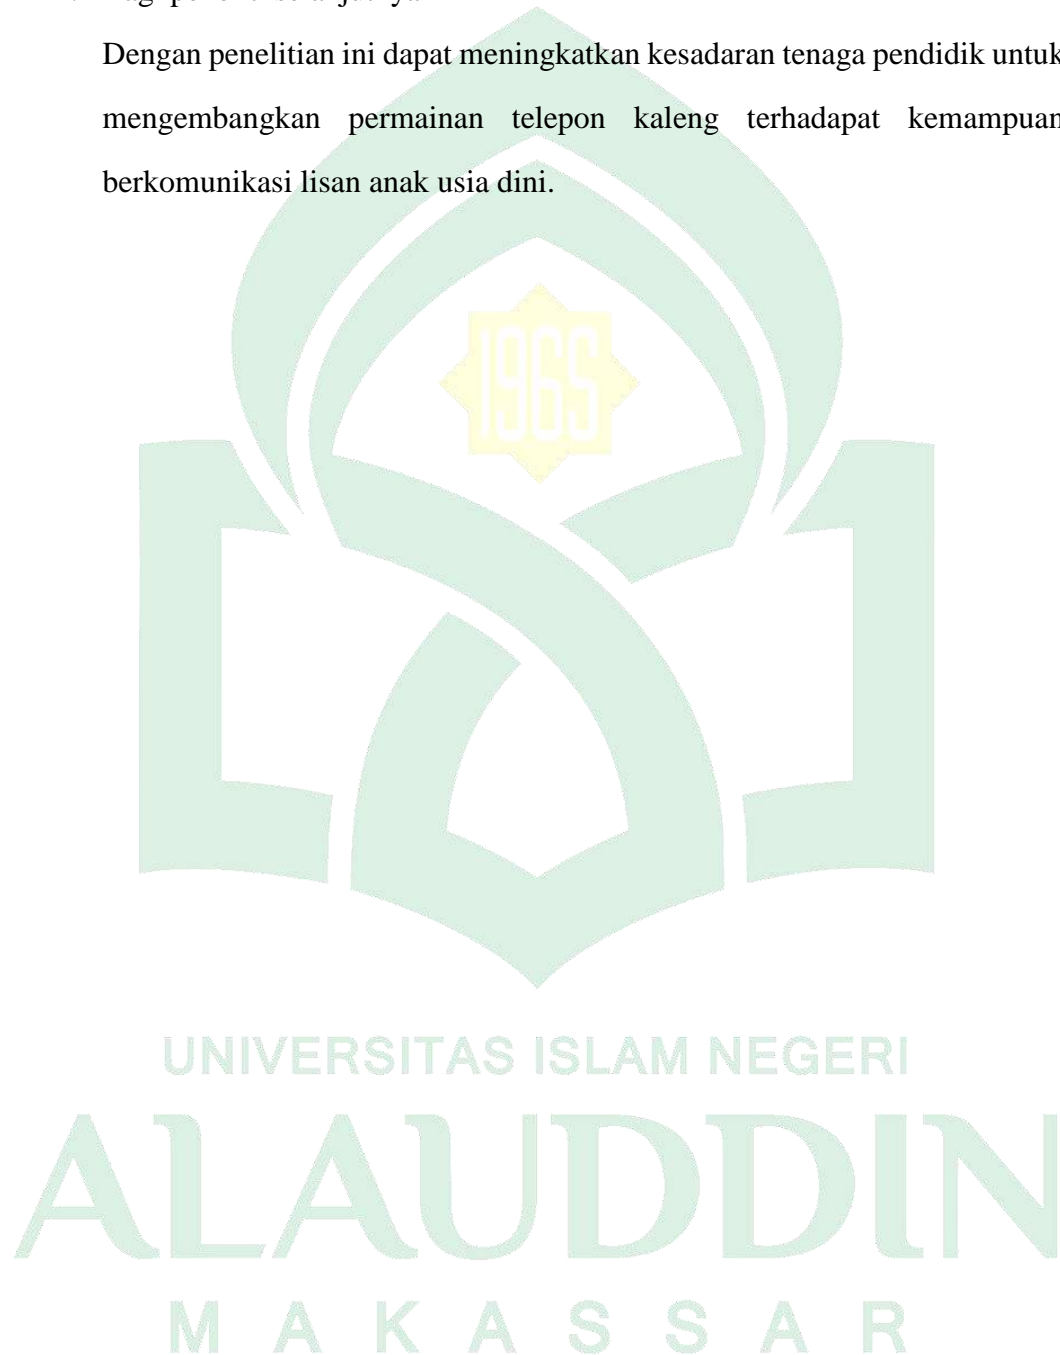 Dengan penelitian ini dapat meningkatkan kesadaran tenaga pendidik untuk
mengembangkan permainan telepon kaleng terhadapat kemampuan
berkomunikasi lisan anak usia dini.
1965
UNIVERSITAS ISLAM NEGERI
ALAUDDIN
MAKASSAR